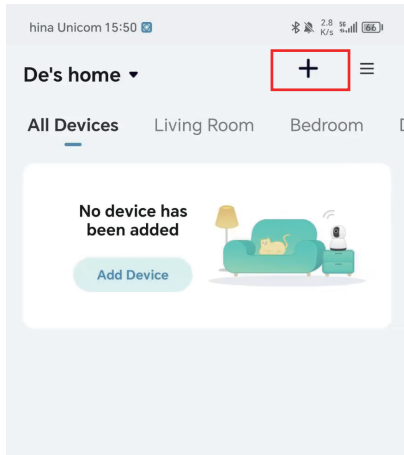 hina Unicom 15:50 2.8 K/s 5G 66
De's home
All Devices Living Room Bedroom
No device has
been added
Add Device